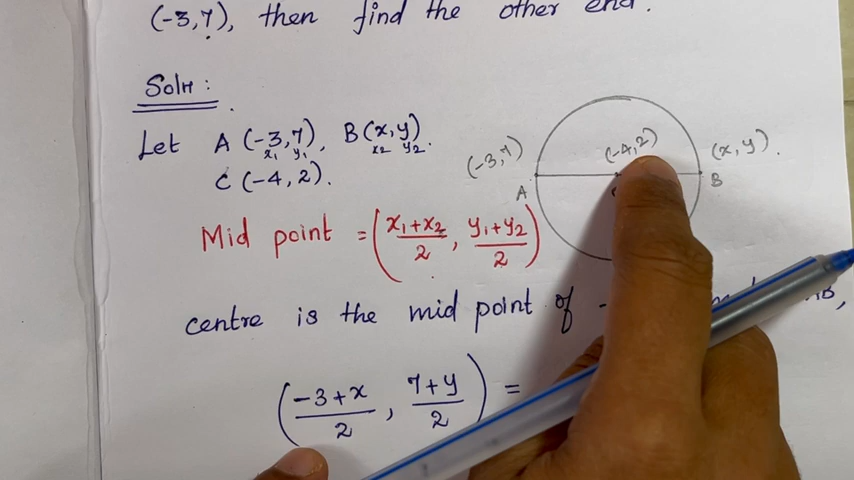 (-3,7), then find the other end.
Soln :
Let A (-3,7), B(x,y).
x₁ y₁ x₂ y₂
C (-4, 2).
(-3,7) (-4,2) (x,y).
A B
Mid point = (x₁+x₂/2, y₁+y₂/2)
centre is the mid point of AB,
(-3+x/2, 7+y/2) =